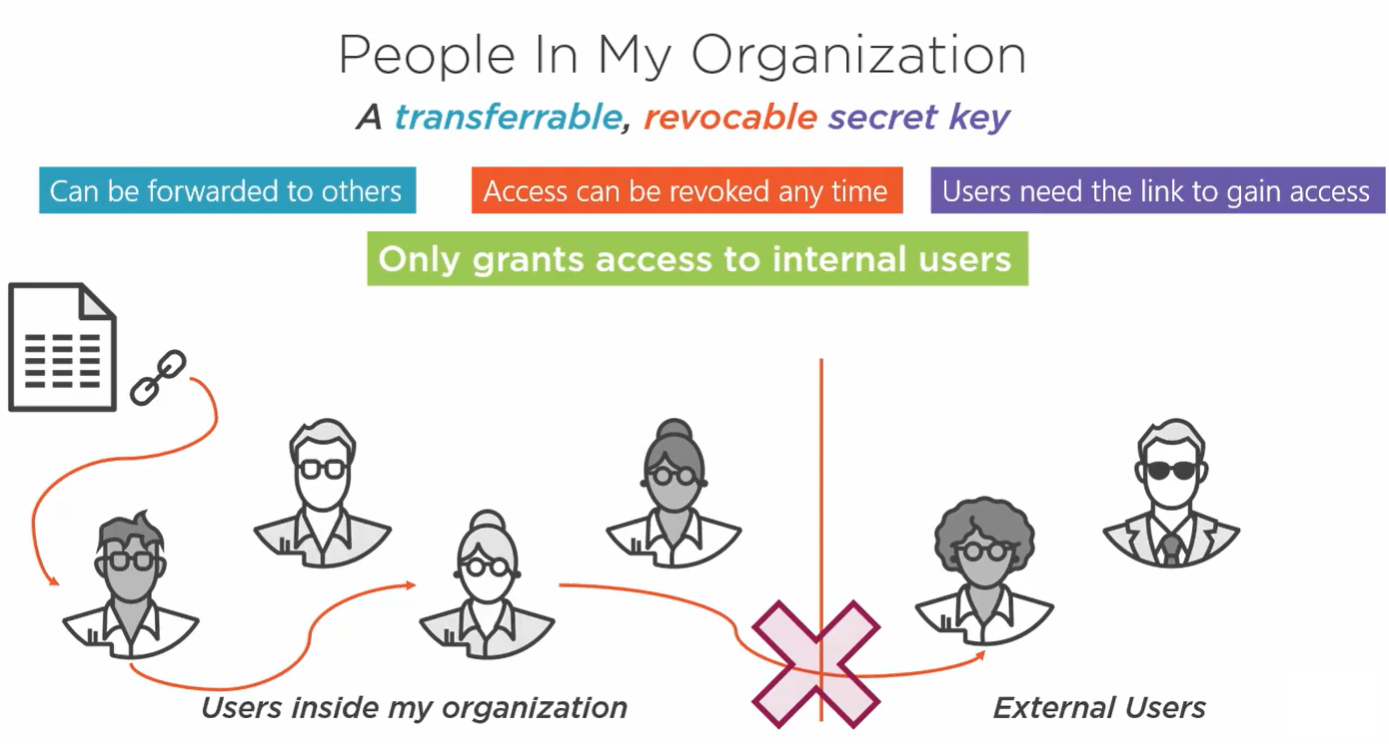 People In My Organization
A transferrable, revocable secret key
Can be forwarded to others
Access can be revoked any time
Users need the link to gain access
Only grants access to internal users
Users inside my organization
External Users